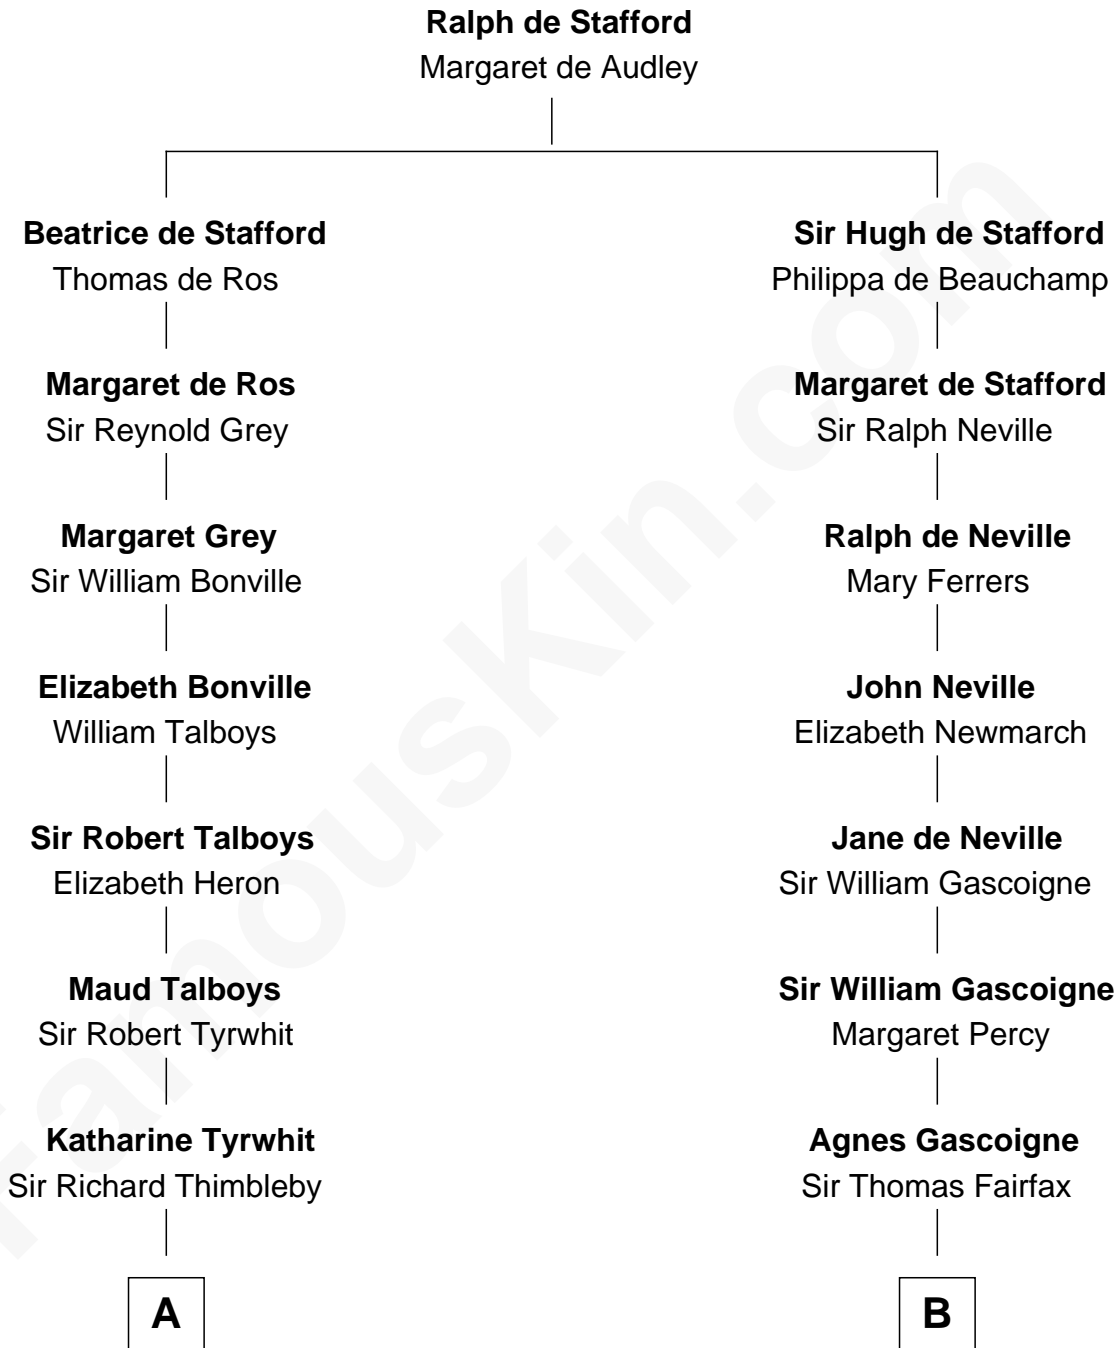 Ralph de Stafford
Margaret de Audley
Beatrice de Stafford
Thomas de Ros
Sir Hugh de Stafford
Philippa de Beauchamp
Margaret de Ros
Sir Reynold Grey
Margaret de Stafford
Sir Ralph Neville
Margaret Grey
Sir William Bonville
Ralph de Neville
Mary Ferrers
Elizabeth Bonville
William Talboys
John Neville
Elizabeth Newmarch
Sir Robert Talboys
Elizabeth Heron
Jane de Neville
Sir William Gascoigne
Maud Talboys
Sir Robert Tyrwhit
Sir William Gascoigne
Margaret Percy
Katharine Tyrwhit
Sir Richard Thimbleby
Agnes Gascoigne
Sir Thomas Fairfax
A
B
FamousKin.com